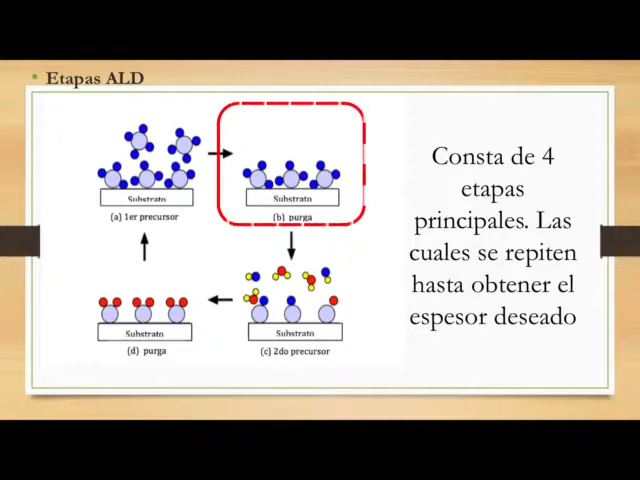 • Etapas ALD
Substrato
(a) 1er precursor
Substrato
(b) purga
Consta de 4
etapas
principales. Las
cuales se repiten
hasta obtener el
espesor deseado
Substrato
(d) purga
Substrato
(c) 2do precursor